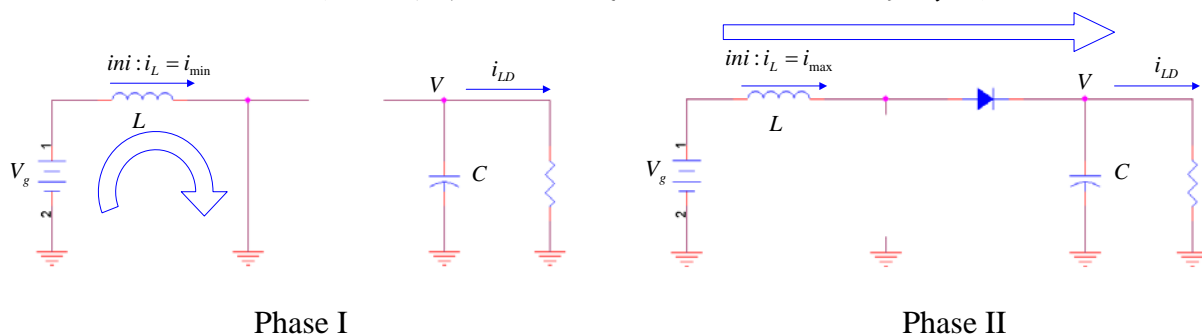 ini : i_L = i_min
L
V_g
1
2
V
i_LD
C
Phase I
ini : i_L = i_max
L
V_g
1
2
V
i_LD
C
Phase II